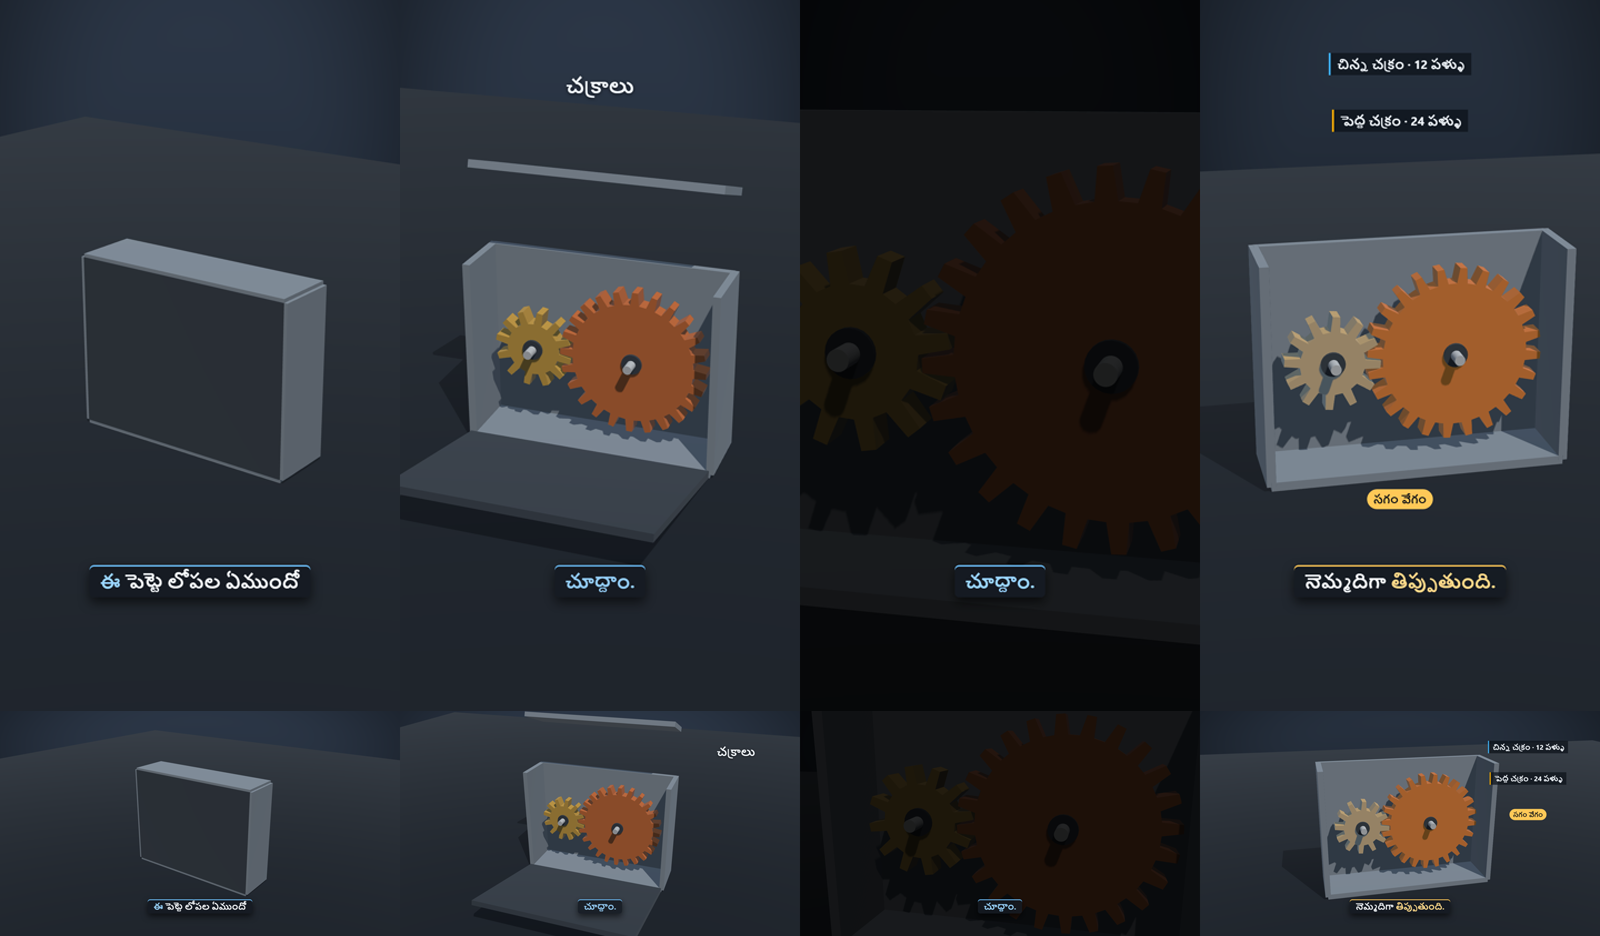 చక్రాలు
చిన్న చక్రం · 12 పళ్ళు
పెద్ద చక్రం · 24 పళ్ళు
సగం వేగం
ఈ పెట్టె లోపల ఏముందో
చూద్దాం.
చూద్దాం.
నెమ్మదిగా తిప్పుతుంది.
చక్రాలు
చిన్న చక్రం · 12 పళ్ళు
పెద్ద చక్రం · 24 పళ్ళు
సగం వేగం
ఈ పెట్టె లోపల ఏముందో
చూద్దాం.
చూద్దాం.
నెమ్మదిగా తిప్పుతుంది.